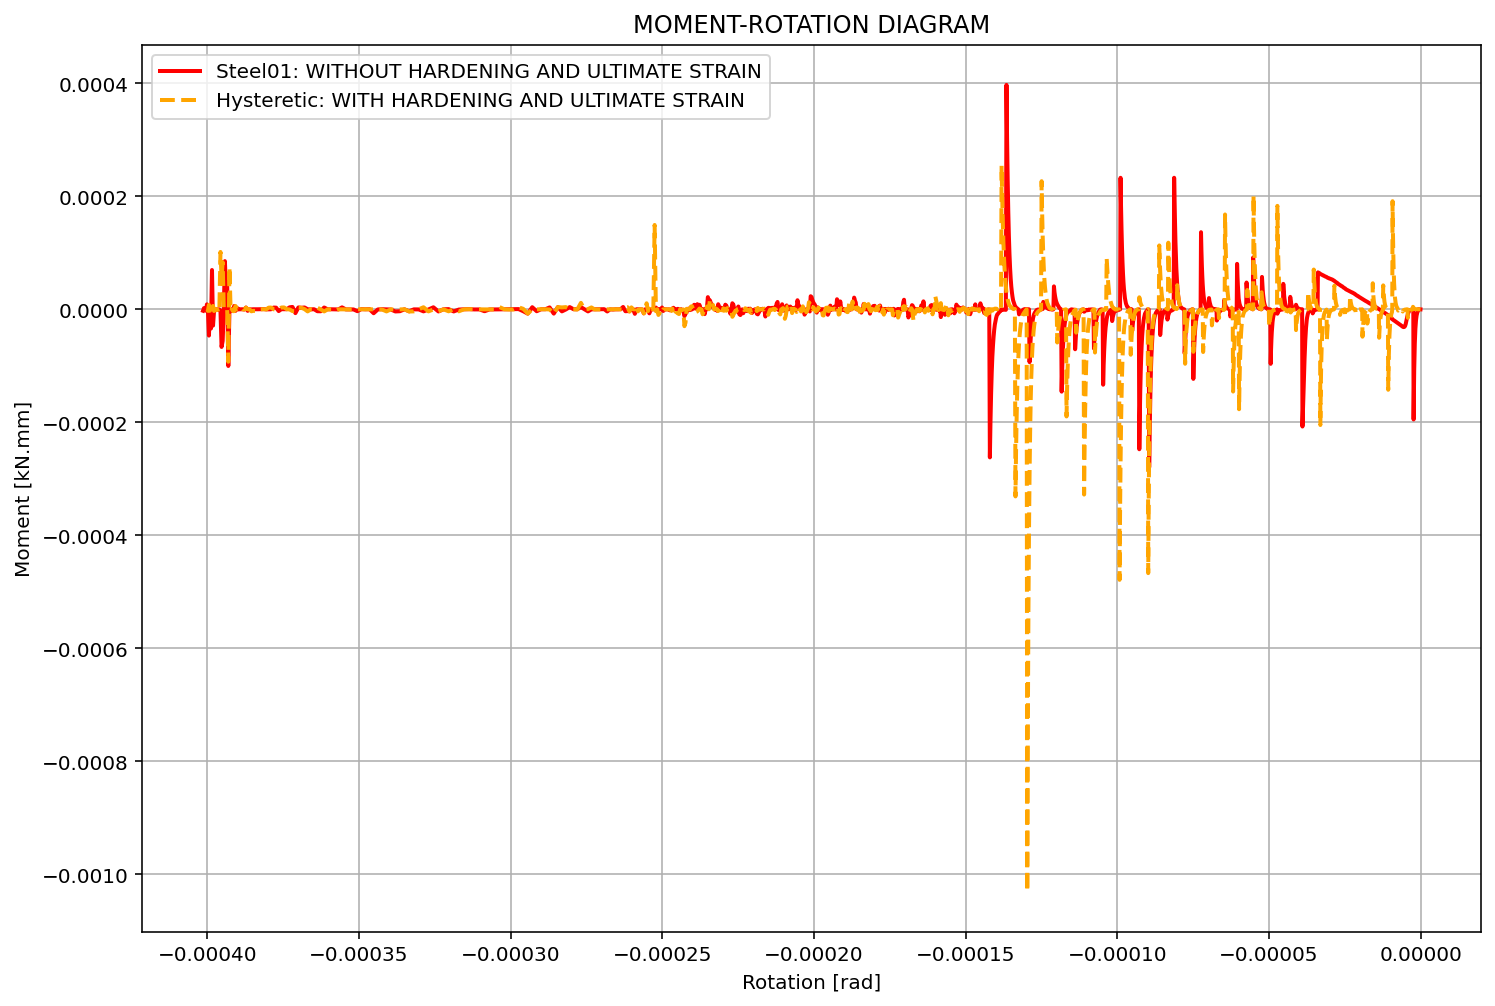 MOMENT-ROTATION DIAGRAM
Steel01: WITHOUT HARDENING AND ULTIMATE STRAIN
Hysteretic: WITH HARDENING AND ULTIMATE STRAIN
0.0004
0.0002
0.0000
−0.0002
−0.0004
−0.0006
−0.0008
−0.0010
Moment [kN.mm]
−0.00040 −0.00035 −0.00030 −0.00025 −0.00020 −0.00015 −0.00010 −0.00005 0.00000
Rotation [rad]